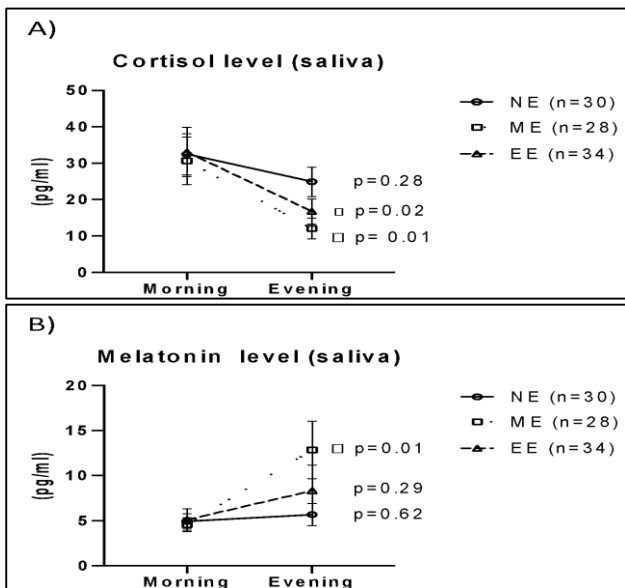 A)
Cortisol level (saliva)
50
40
30
20
10
0
(pg/ml)
Morning Evening
NE (n=30)
ME (n=28)
EE (n=34)
p=0.28
□ p=0.02
□ p= 0.01
B)
Melatonin level (saliva)
20
15
10
5
0
(pg/ml)
Morning Evening
NE (n=30)
ME (n=28)
EE (n=34)
□ p=0.01
p=0.29
p=0.62